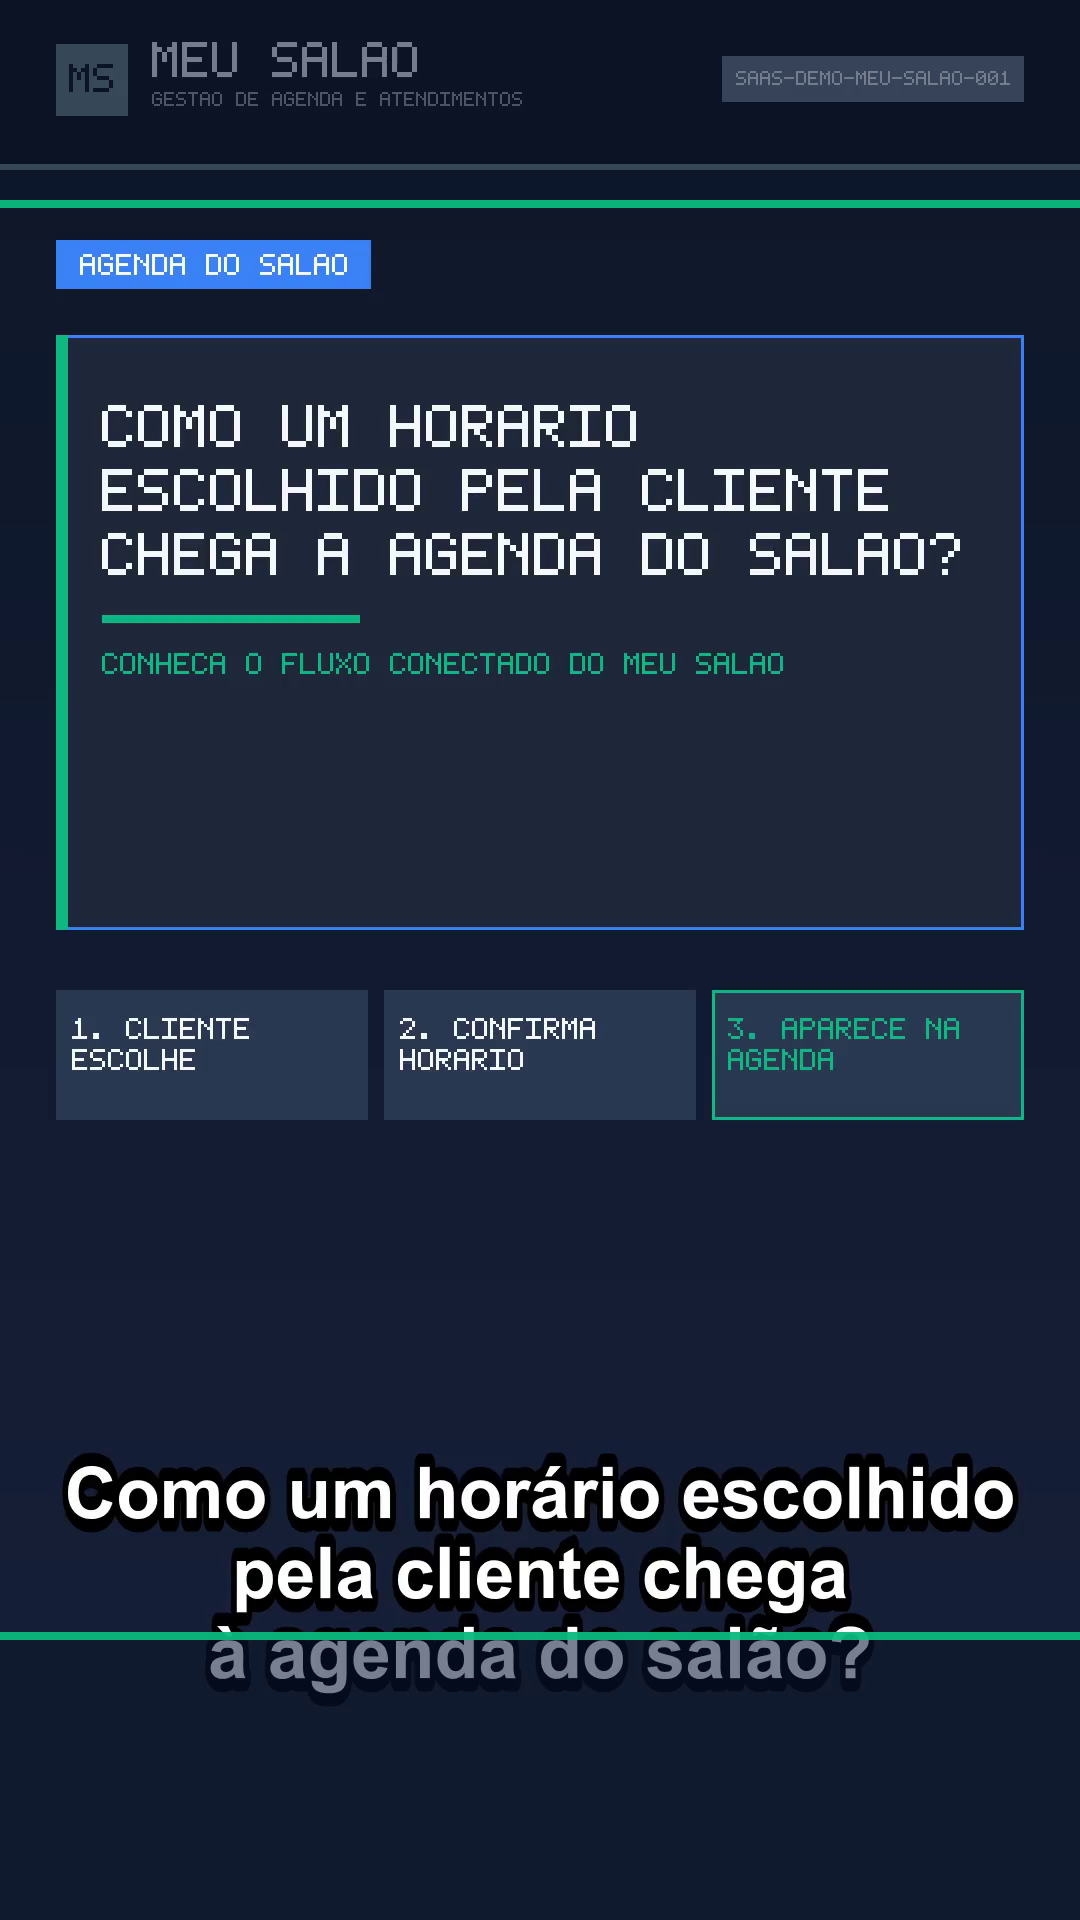 MS
MEU SALAO
GESTAO DE AGENDA E ATENDIMENTOS
SAAS-DEMO-MEU-SALAO-001
AGENDA DO SALAO
COMO UM HORARIO
ESCOLHIDO PELA CLIENTE
CHEGA A AGENDA DO SALAO?
CONHECA O FLUXO CONECTADO DO MEU SALAO
1. CLIENTE
ESCOLHE
2. CONFIRMA
HORARIO
3. APARECE NA
AGENDA
Como um horário escolhido
pela cliente chega
à agenda do salão?